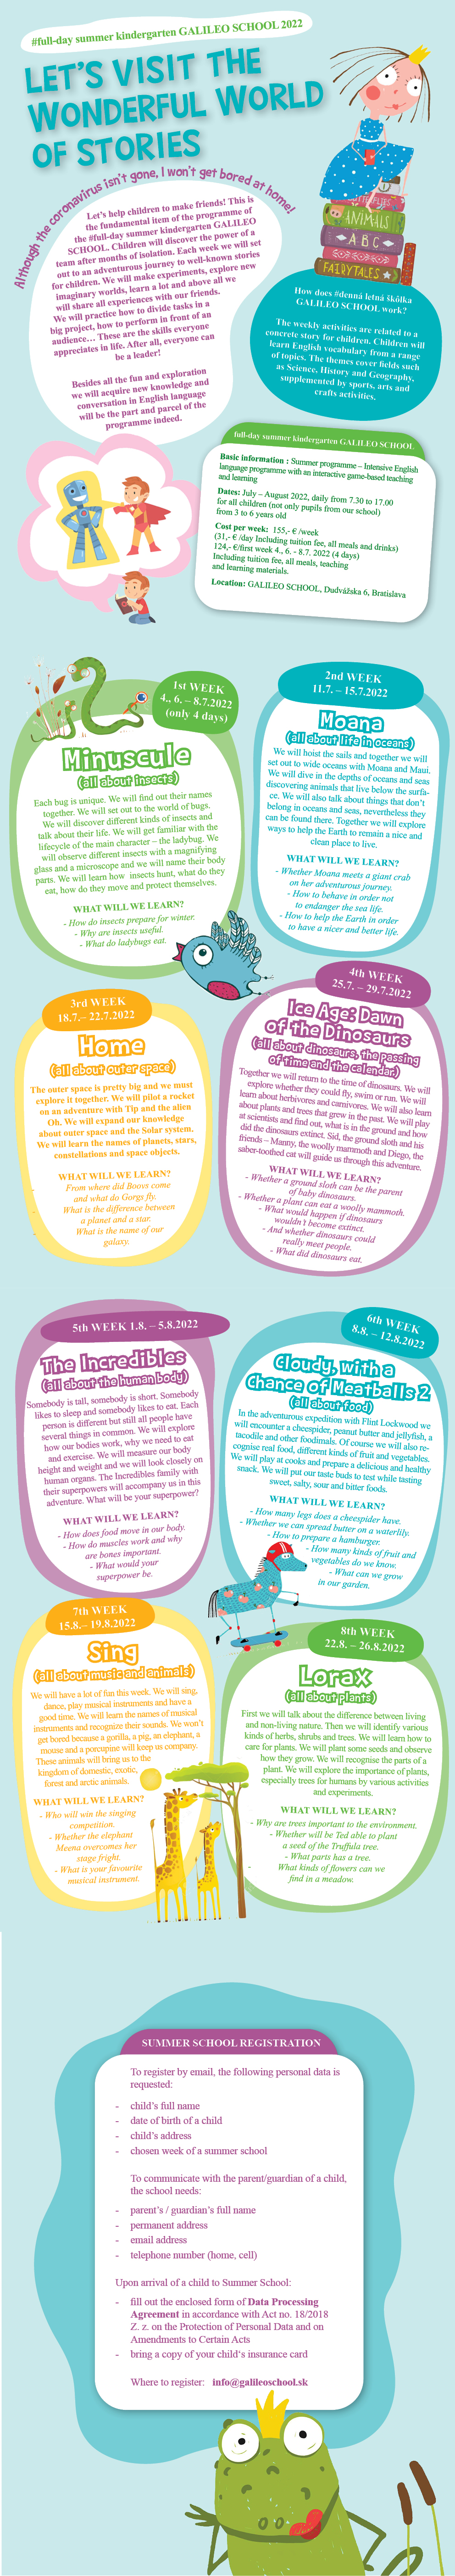 #full-day summer kindergarten GALILEO SCHOOL 2022
LET'S VISIT THE
WONDERFUL WORLD
OF STORIES
Although the coronavirus isn't gone, I won't get bored at home!
Let's help children to make friends! This is
the fundamental item of the programme of
the #full-day summer kindergarten GALILEO
SCHOOL. Children will discover the power of a
team after months of isolation. Each week we will set
out to an adventurous journey to well-known stories
for children. We will make experiments, explore new
imaginary worlds, learn a lot and above all we
will share all experiences with our friends.
We will practice how to divide tasks in a
big project, how to perform in front of an
audience… These are the skills everyone
appreciates in life. After all, everyone can
be a leader!
Besides all the fun and exploration
we will acquire new knowledge and
conversation in English language
will be the part and parcel of the
programme indeed.
ANIMALS
A B C
FAIRYTALES
How does #denná letná škôlka
GALILEO SCHOOL work?
The weekly activities are related to a
concrete story for children. Children will
learn English vocabulary from a range
of topics. The themes cover fields such
as Science, History and Geography,
supplemented by sports, arts and
crafts activities.
full-day summer kindergarten GALILEO SCHOOL
Basic information : Summer programme – Intensive English
language programme with an interactive game-based teaching
and learning
Dates: July – August 2022, daily from 7.30 to 17.00
for all children (not only pupils from our school)
from 3 to 6 years old
Cost per week: 155,- € /week
(31,- € /day Including tuition fee, all meals and drinks)
124,- €/first week 4., 6. - 8.7. 2022 (4 days)
Including tuition fee, all meals, teaching
and learning materials.
Location: GALILEO SCHOOL, Dudvážska 6, Bratislava
1st WEEK
4., 6. – 8.7.2022
(only 4 days)
Minuscule
(all about insects)
Each bug is unique. We will find out their names
together. We will set out to the world of bugs.
We will discover different kinds of insects and
talk about their life. We will get familiar with the
lifecycle of the main character – the ladybug. We
will observe different insects with a magnifying
glass and a microscope and we will name their body
parts. We will learn how insects hunt, what do they
eat, how do they move and protect themselves.
WHAT WILL WE LEARN?
- How do insects prepare for winter.
- Why are insects useful.
- What do ladybugs eat.
2nd WEEK
11.7. – 15.7.2022
Moana
(all about life in oceans)
We will hoist the sails and together we will
set out to wide oceans with Moana and Maui.
We will dive in the depths of oceans and seas
discovering animals that live below the surfa-
ce. We will also talk about things that don't
belong in oceans and seas, nevertheless they
can be found there. Together we will explore
ways to help the Earth to remain a nice and
clean place to live.
WHAT WILL WE LEARN?
- Whether Moana meets a giant crab
on her adventurous journey.
- How to behave in order not
to endanger the sea life.
- How to help the Earth in order
to have a nicer and better life.
3rd WEEK
18.7.– 22.7.2022
Home
(all about outer space)
The outer space is pretty big and we must
explore it together. We will pilot a rocket
on an adventure with Tip and the alien
Oh. We will expand our knowledge
about outer space and the Solar system.
We will learn the names of planets, stars,
constellations and space objects.
WHAT WILL WE LEARN?
- From where did Boovs come
and what do Gorgs fly.
- What is the difference between
a planet and a star.
- What is the name of our
galaxy.
4th WEEK
25.7. – 29.7.2022
Ice Age: Dawn
of the Dinosaurs
(all about dinosaurs, the passing
of time and the calendar)
Together we will return to the time of dinosaurs. We will
explore whether they could fly, swim or run. We will
learn about herbivores and carnivores. We will also learn
about plants and trees that grew in the past. We will play
at scientists and find out, what is in the ground and how
did the dinosaurs extinct. Sid, the ground sloth and his
friends – Manny, the woolly mammoth and Diego, the
saber-toothed cat will guide us through this adventure.
WHAT WILL WE LEARN?
- Whether a ground sloth can be the parent
of baby dinosaurs.
- Whether a plant can eat a woolly mammoth.
- What would happen if dinosaurs
wouldn't become extinct.
- And whether dinosaurs could
really meet people.
- What did dinosaurs eat.
5th WEEK 1.8. – 5.8.2022
The Incredibles
(all about the human body)
Somebody is tall, somebody is short. Somebody
likes to sleep and somebody likes to eat. Each
person is different but still all people have
several things in common. We will explore
how our bodies work, why we need to eat
and exercise. We will measure our body
height and weight and we will look closely on
human organs. The Incredibles family with
their superpowers will accompany us in this
adventure. What will be your superpower?
WHAT WILL WE LEARN?
- How does food move in our body.
- How do muscles work and why
are bones important.
- What would your
superpower be.
6th WEEK
8.8. – 12.8.2022
Cloudy, with a
chance of Meatballs 2
(all about food)
In the adventurous expedition with Flint Lockwood we
will encounter a cheespider, peanut butter and jellyfish, a
tacodile and other foodimals. Of course we will also re-
cognise real food, different kinds of fruit and vegetables.
We will play at cooks and prepare a delicious and healthy
snack. We will put our taste buds to test while tasting
sweet, salty, sour and bitter foods.
WHAT WILL WE LEARN?
- How many legs does a cheespider have.
- Whether we can spread butter on a waterlily.
- How to prepare a hamburger.
- How many kinds of fruit and
vegetables do we know.
- What can we grow
in our garden.
7th WEEK
15.8.– 19.8.2022
Sing
(all about music and animals)
We will have a lot of fun this week. We will sing,
dance, play musical instruments and have a
good time. We will learn the names of musical
instruments and recognize their sounds. We won't
get bored because a gorilla, a pig, an elephant, a
mouse and a porcupine will keep us company.
These animals will bring us to the
kingdom of domestic, exotic,
forest and arctic animals.
WHAT WILL WE LEARN?
- Who will win the singing
competition.
- Whether the elephant
Meena overcomes her
stage fright.
- What is your favourite
musical instrument.
8th WEEK
22.8. – 26.8.2022
Lorax
(all about plants)
First we will talk about the difference between living
and non-living nature. Then we will identify various
kinds of herbs, shrubs and trees. We will learn how to
care for plants. We will plant some seeds and observe
how they grow. We will recognise the parts of a
plant. We will explore the importance of plants,
especially trees for humans by various activities
and experiments.
WHAT WILL WE LEARN?
- Why are trees important to the environment.
- Whether will be Ted able to plant
a seed of the Truffula tree.
- What parts has a tree.
- What kinds of flowers can we
find in a meadow.
SUMMER SCHOOL REGISTRATION
To register by email, the following personal data is
requested:
- child's full name
- date of birth of a child
- child's address
- chosen week of a summer school
To communicate with the parent/guardian of a child,
the school needs:
- parent's / guardian's full name
- permanent address
- email address
- telephone number (home, cell)
Upon arrival of a child to Summer School:
- fill out the enclosed form of Data Processing
Agreement in accordance with Act no. 18/2018
Z. z. on the Protection of Personal Data and on
Amendments to Certain Acts
- bring a copy of your child's insurance card
Where to register: info@galileoschool.sk